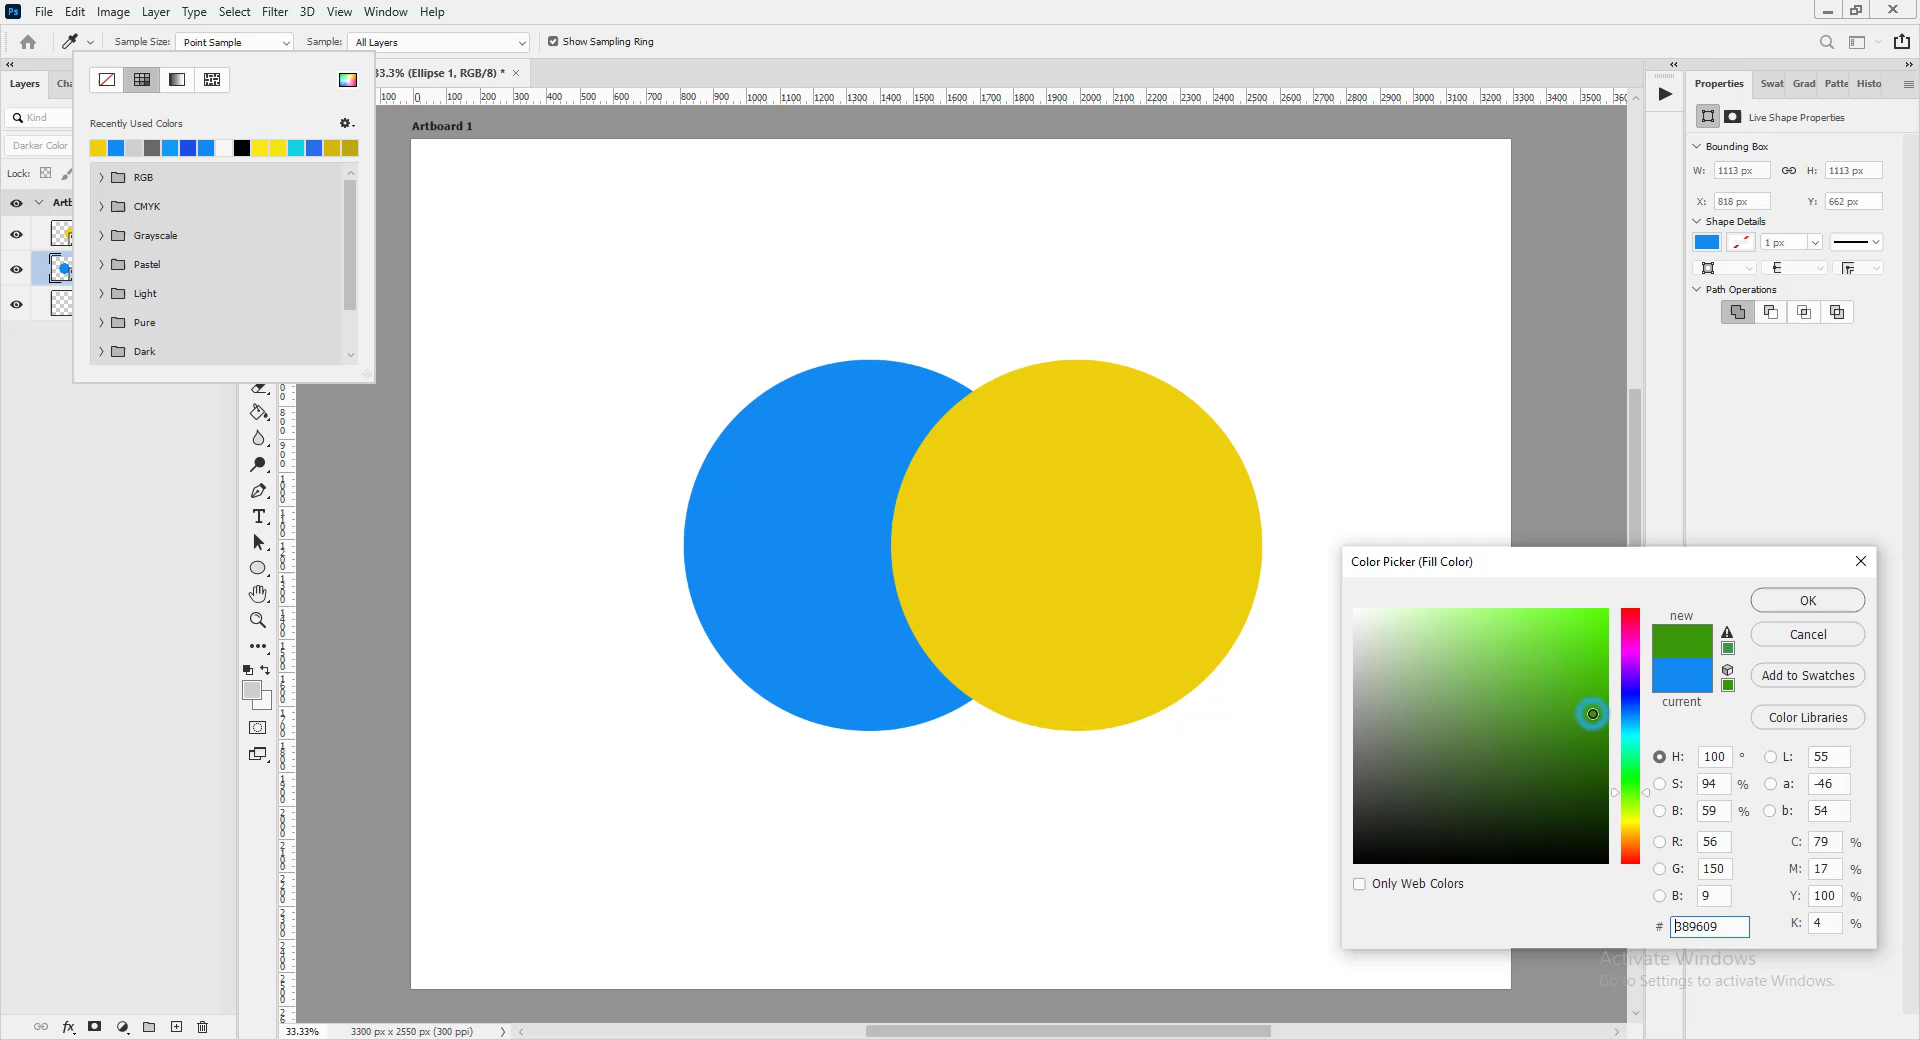 Ps File Edit Image Layer Type Select Filter 3D View Window Help
Sample Size: Point Sample Sample: All Layers Show Sampling Ring
Layers Cha
33.3% (Ellipse 1, RGB/8) * ×
Properties Swat Grad Patte Histo
100 0 100 200 300 400 500 600 700 800 900 1000 1100 1200 1300 1400 1500 1600 1700 1800 1900 2000 2100 2200 2300 2400 2500 2600 2700 2800 2900 3000 3100 3200 3300 3400 3500 360
Kind
Recently Used Colors
Darker Color
Lock:
Artb
RGB
CMYK
Grayscale
Pastel
Light
Pure
Dark
Artboard 1
Live Shape Properties
Bounding Box
W: 1113 px H: 1113 px
X: 818 px Y: 662 px
Shape Details
1 px
Path Operations
Color Picker (Fill Color)
new
OK
Cancel
Add to Swatches
current
Color Libraries
H: 100 ° L: 55
S: 94 % a: -46
B: 59 % b: 54
R: 56 C: 79 %
G: 150 M: 17 %
B: 9 Y: 100 %
# 389609 K: 4 %
Only Web Colors
Activate Windows
Go to Settings to activate Windows.
fx
33.33% 3300 px x 2550 px (300 ppi)